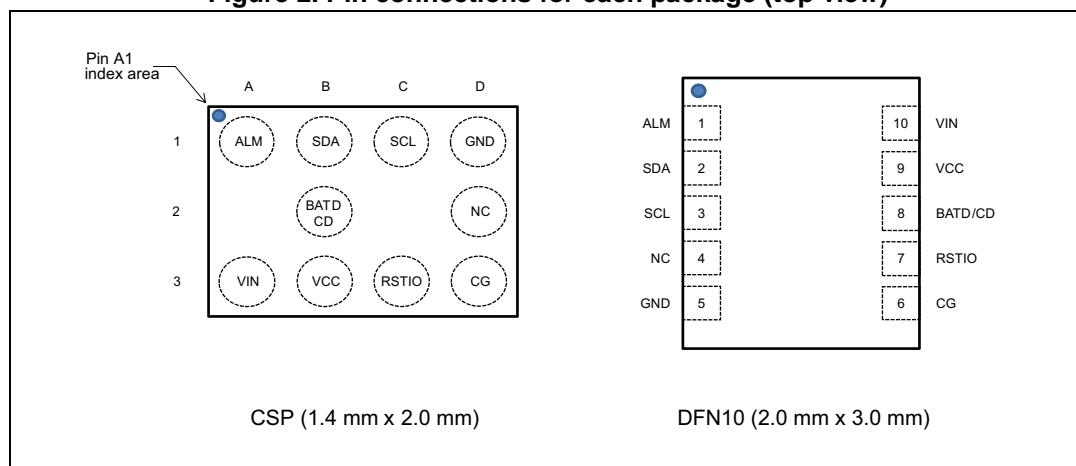 Figure 2. Pin connections for each package (top view)
Pin A1
index area
A B C D
1 ALM SDA SCL GND
2 BATD
CD NC
3 VIN VCC RSTIO CG
ALM 1 10 VIN
SDA 2 9 VCC
SCL 3 8 BATD/CD
NC 4 7 RSTIO
GND 5 6 CG
CSP (1.4 mm x 2.0 mm)
DFN10 (2.0 mm x 3.0 mm)